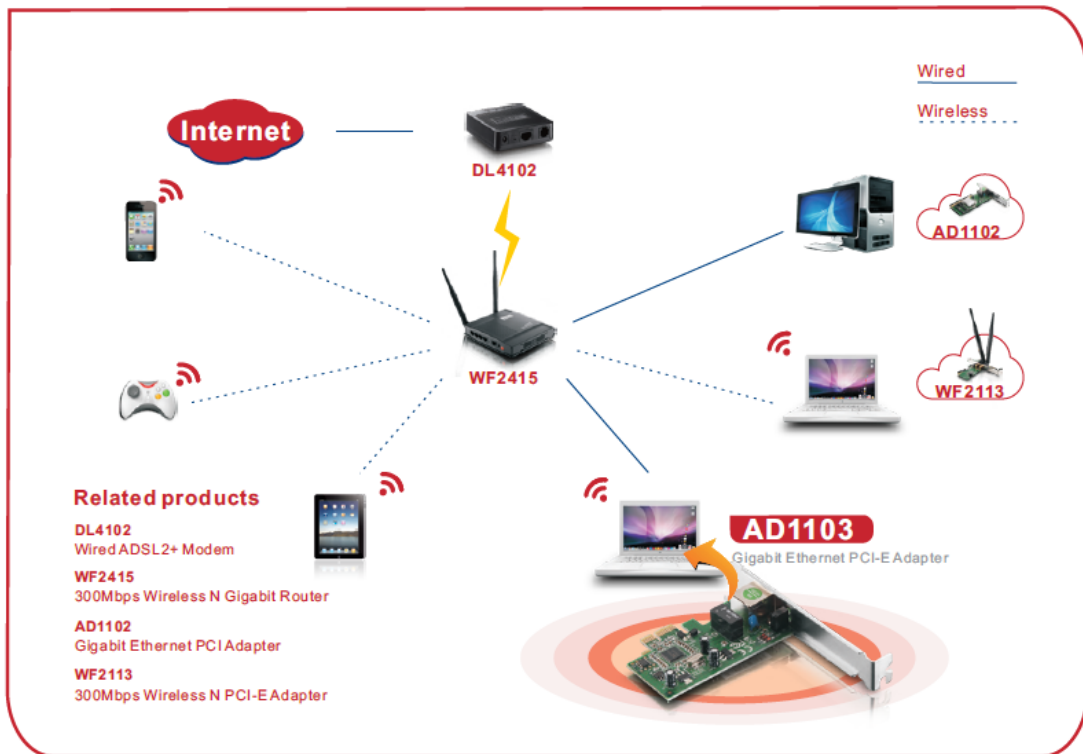 Wired
Wireless
Internet
DL4102
AD1102
WF2415
WF2113
Related products
DL4102
Wired ADSL2+ Modem
WF2415
300Mbps Wireless N Gigabit Router
AD1102
Gigabit Ethernet PCI Adapter
WF2113
300Mbps Wireless N PCI-E Adapter
AD1103
Gigabit Ethernet PCI-E Adapter